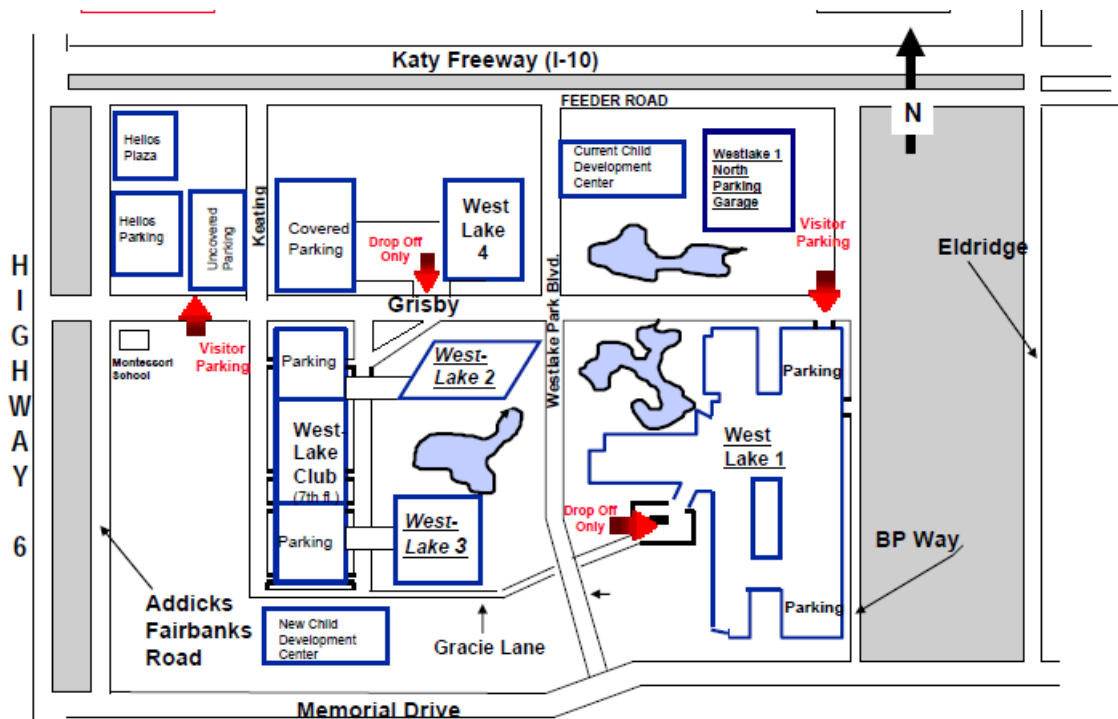 Katy Freeway (I-10)
FEEDER ROAD
N
Helios
Plaza
Helios
Parking
Uncovered
Parking
Keating
Covered
Parking
Drop Off
Only
West
Lake
4
Current Child
Development
Center
Westlake 1
North
Parking
Garage
Visitor
Parking
Eldridge
HIGHWAY 6
Grisby
Westlake Park Blvd.
Montessori
School
Visitor
Parking
Parking
West-
Lake 2
West-
Lake
Club
(7th fl.)
Parking
West-
Lake 3
Parking
West
Lake 1
Drop Off
Only
Parking
BP Way
Addicks
Fairbanks
Road
New Child
Development
Center
Gracie Lane
Memorial Drive